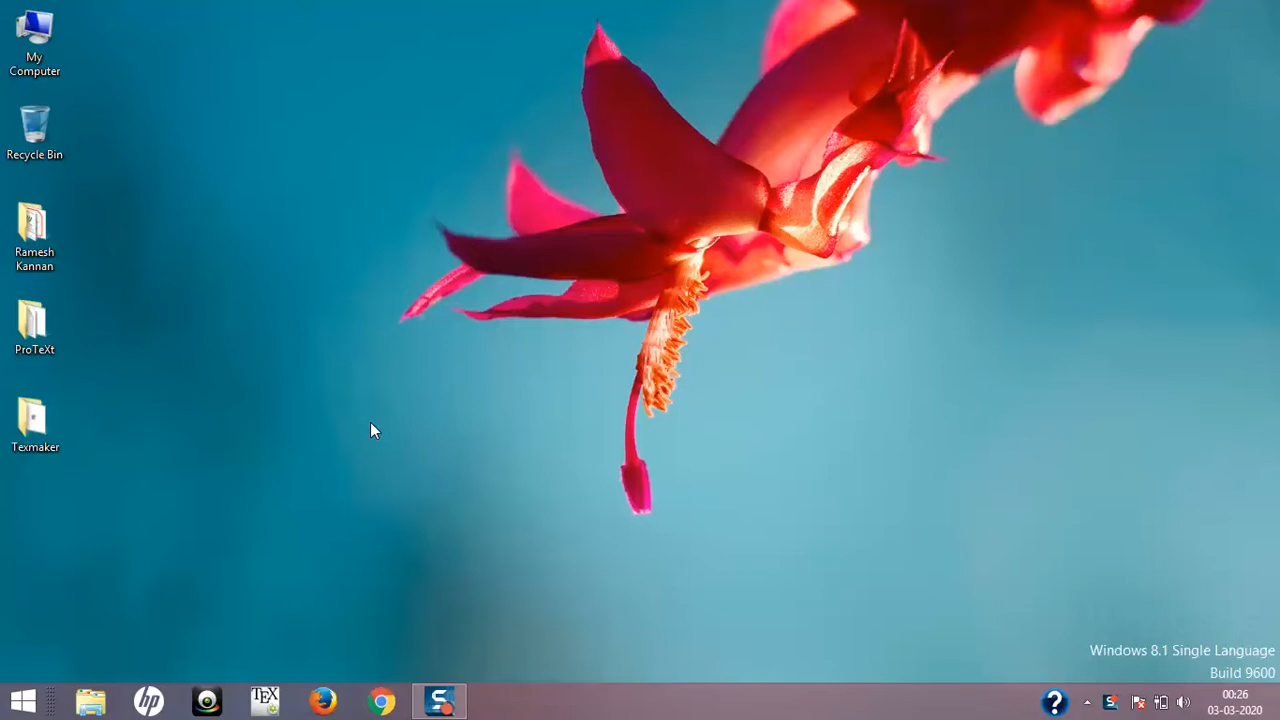 My
Computer
Recycle Bin
Ramesh
Kannan
ProTeXt
Texmaker
Windows 8.1 Single Language
Build 9600
hp
TEX
S
?
S
00:26
03-03-2020